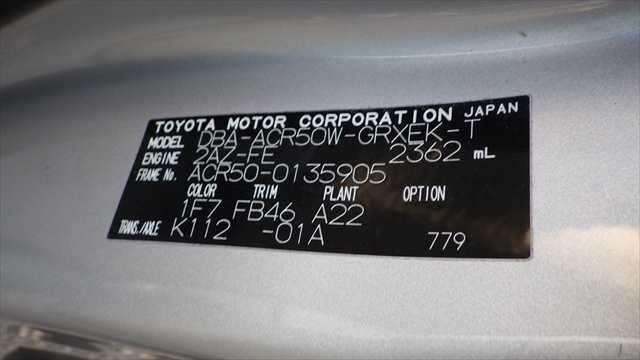 TOYOTA MOTOR CORPORATION JAPAN
MODEL DBA-ACR50W-GRXEK-T
ENGINE 2AZ-FE 2362 mL
FRAME No. ACR50-0135905
COLOR TRIM PLANT OPTION
1F7 FB46 A22
TRANS./AXLE K112 -01A
779